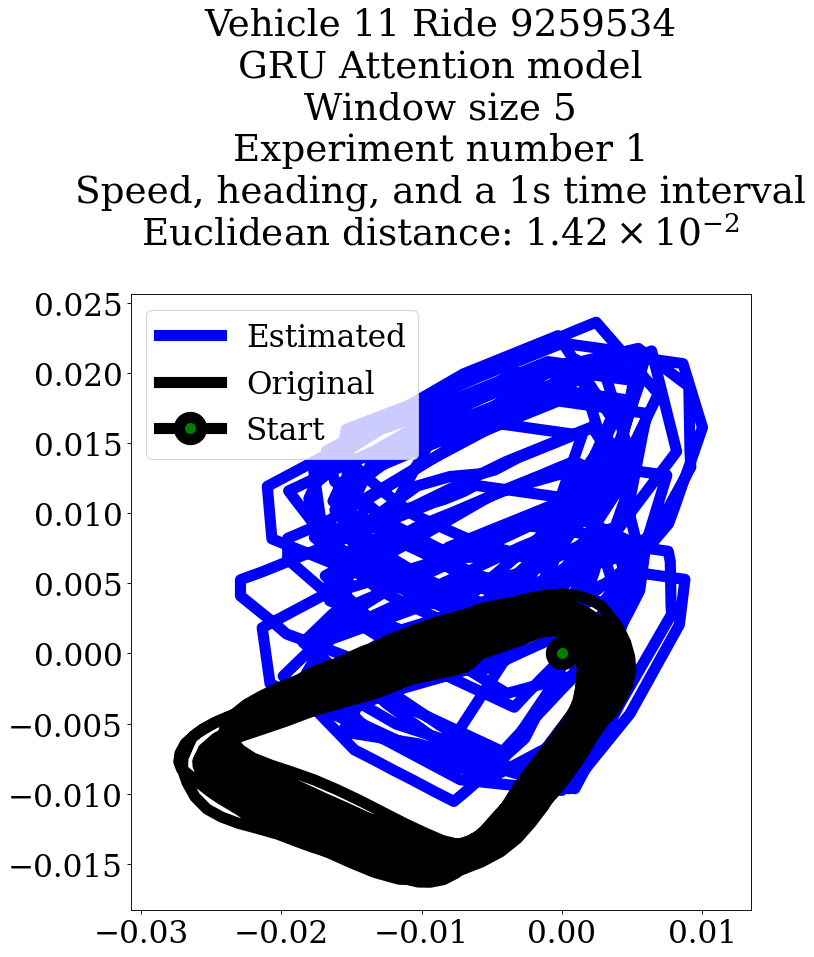 Vehicle 11 Ride 9259534
GRU Attention model
Window size 5
Experiment number 1
Speed, heading, and a 1s time interval
Euclidean distance: 1.42 × 10⁻²
0.025
0.020
0.015
0.010
0.005
0.000
−0.005
−0.010
−0.015
Estimated
Original
Start
−0.03 −0.02 −0.01 0.00 0.01